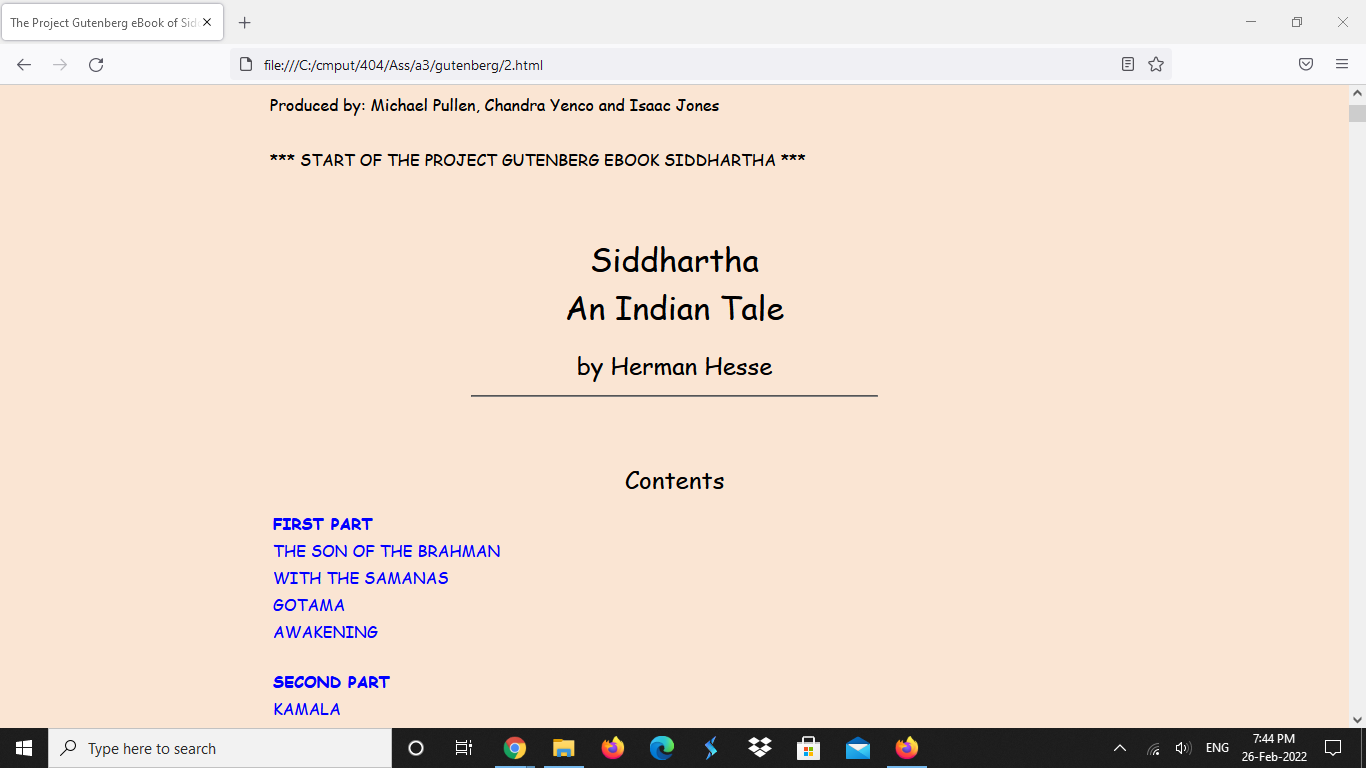 The Project Gutenberg eBook of Sid
file:///C:/cmput/404/Ass/a3/gutenberg/2.html
Produced by: Michael Pullen, Chandra Yenco and Isaac Jones
*** START OF THE PROJECT GUTENBERG EBOOK SIDDHARTHA ***
Siddhartha
An Indian Tale
by Herman Hesse
Contents
FIRST PART
THE SON OF THE BRAHMAN
WITH THE SAMANAS
GOTAMA
AWAKENING
SECOND PART
KAMALA
Type here to search
ENG
7:44 PM
26-Feb-2022